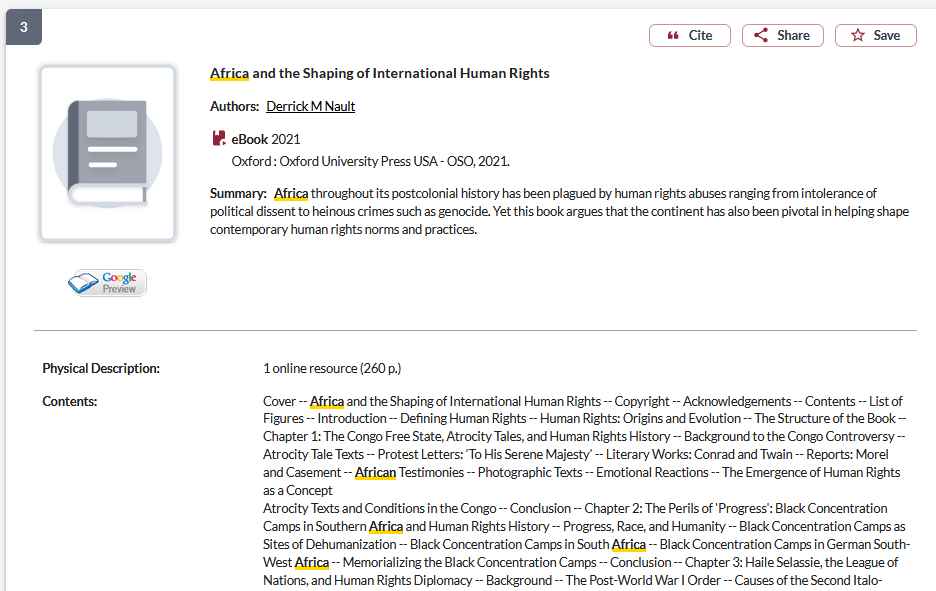 3
Cite
Share
Save
Africa and the Shaping of International Human Rights
Authors: Derrick M Nault
eBook 2021
Oxford : Oxford University Press USA - OSO, 2021.
Summary: Africa throughout its postcolonial history has been plagued by human rights abuses ranging from intolerance of
political dissent to heinous crimes such as genocide. Yet this book argues that the continent has also been pivotal in helping shape
contemporary human rights norms and practices.
Google
Preview
Physical Description: 1 online resource (260 p.)
Contents: Cover -- Africa and the Shaping of International Human Rights -- Copyright -- Acknowledgements -- Contents -- List of
Figures -- Introduction -- Defining Human Rights -- Human Rights: Origins and Evolution -- The Structure of the Book --
Chapter 1: The Congo Free State, Atrocity Tales, and Human Rights History -- Background to the Congo Controversy --
Atrocity Tale Texts -- Protest Letters: 'To His Serene Majesty' -- Literary Works: Conrad and Twain -- Reports: Morel
and Casement -- African Testimonies -- Photographic Texts -- Emotional Reactions -- The Emergence of Human Rights
as a Concept
Atrocity Texts and Conditions in the Congo -- Conclusion -- Chapter 2: The Perils of 'Progress': Black Concentration
Camps in Southern Africa and Human Rights History -- Progress, Race, and Humanity -- Black Concentration Camps as
Sites of Dehumanization -- Black Concentration Camps in South Africa -- Black Concentration Camps in German South-
West Africa -- Memorializing the Black Concentration Camps -- Conclusion -- Chapter 3: Haile Selassie, the League of
Nations, and Human Rights Diplomacy -- Background -- The Post-World War I Order -- Causes of the Second Italo-